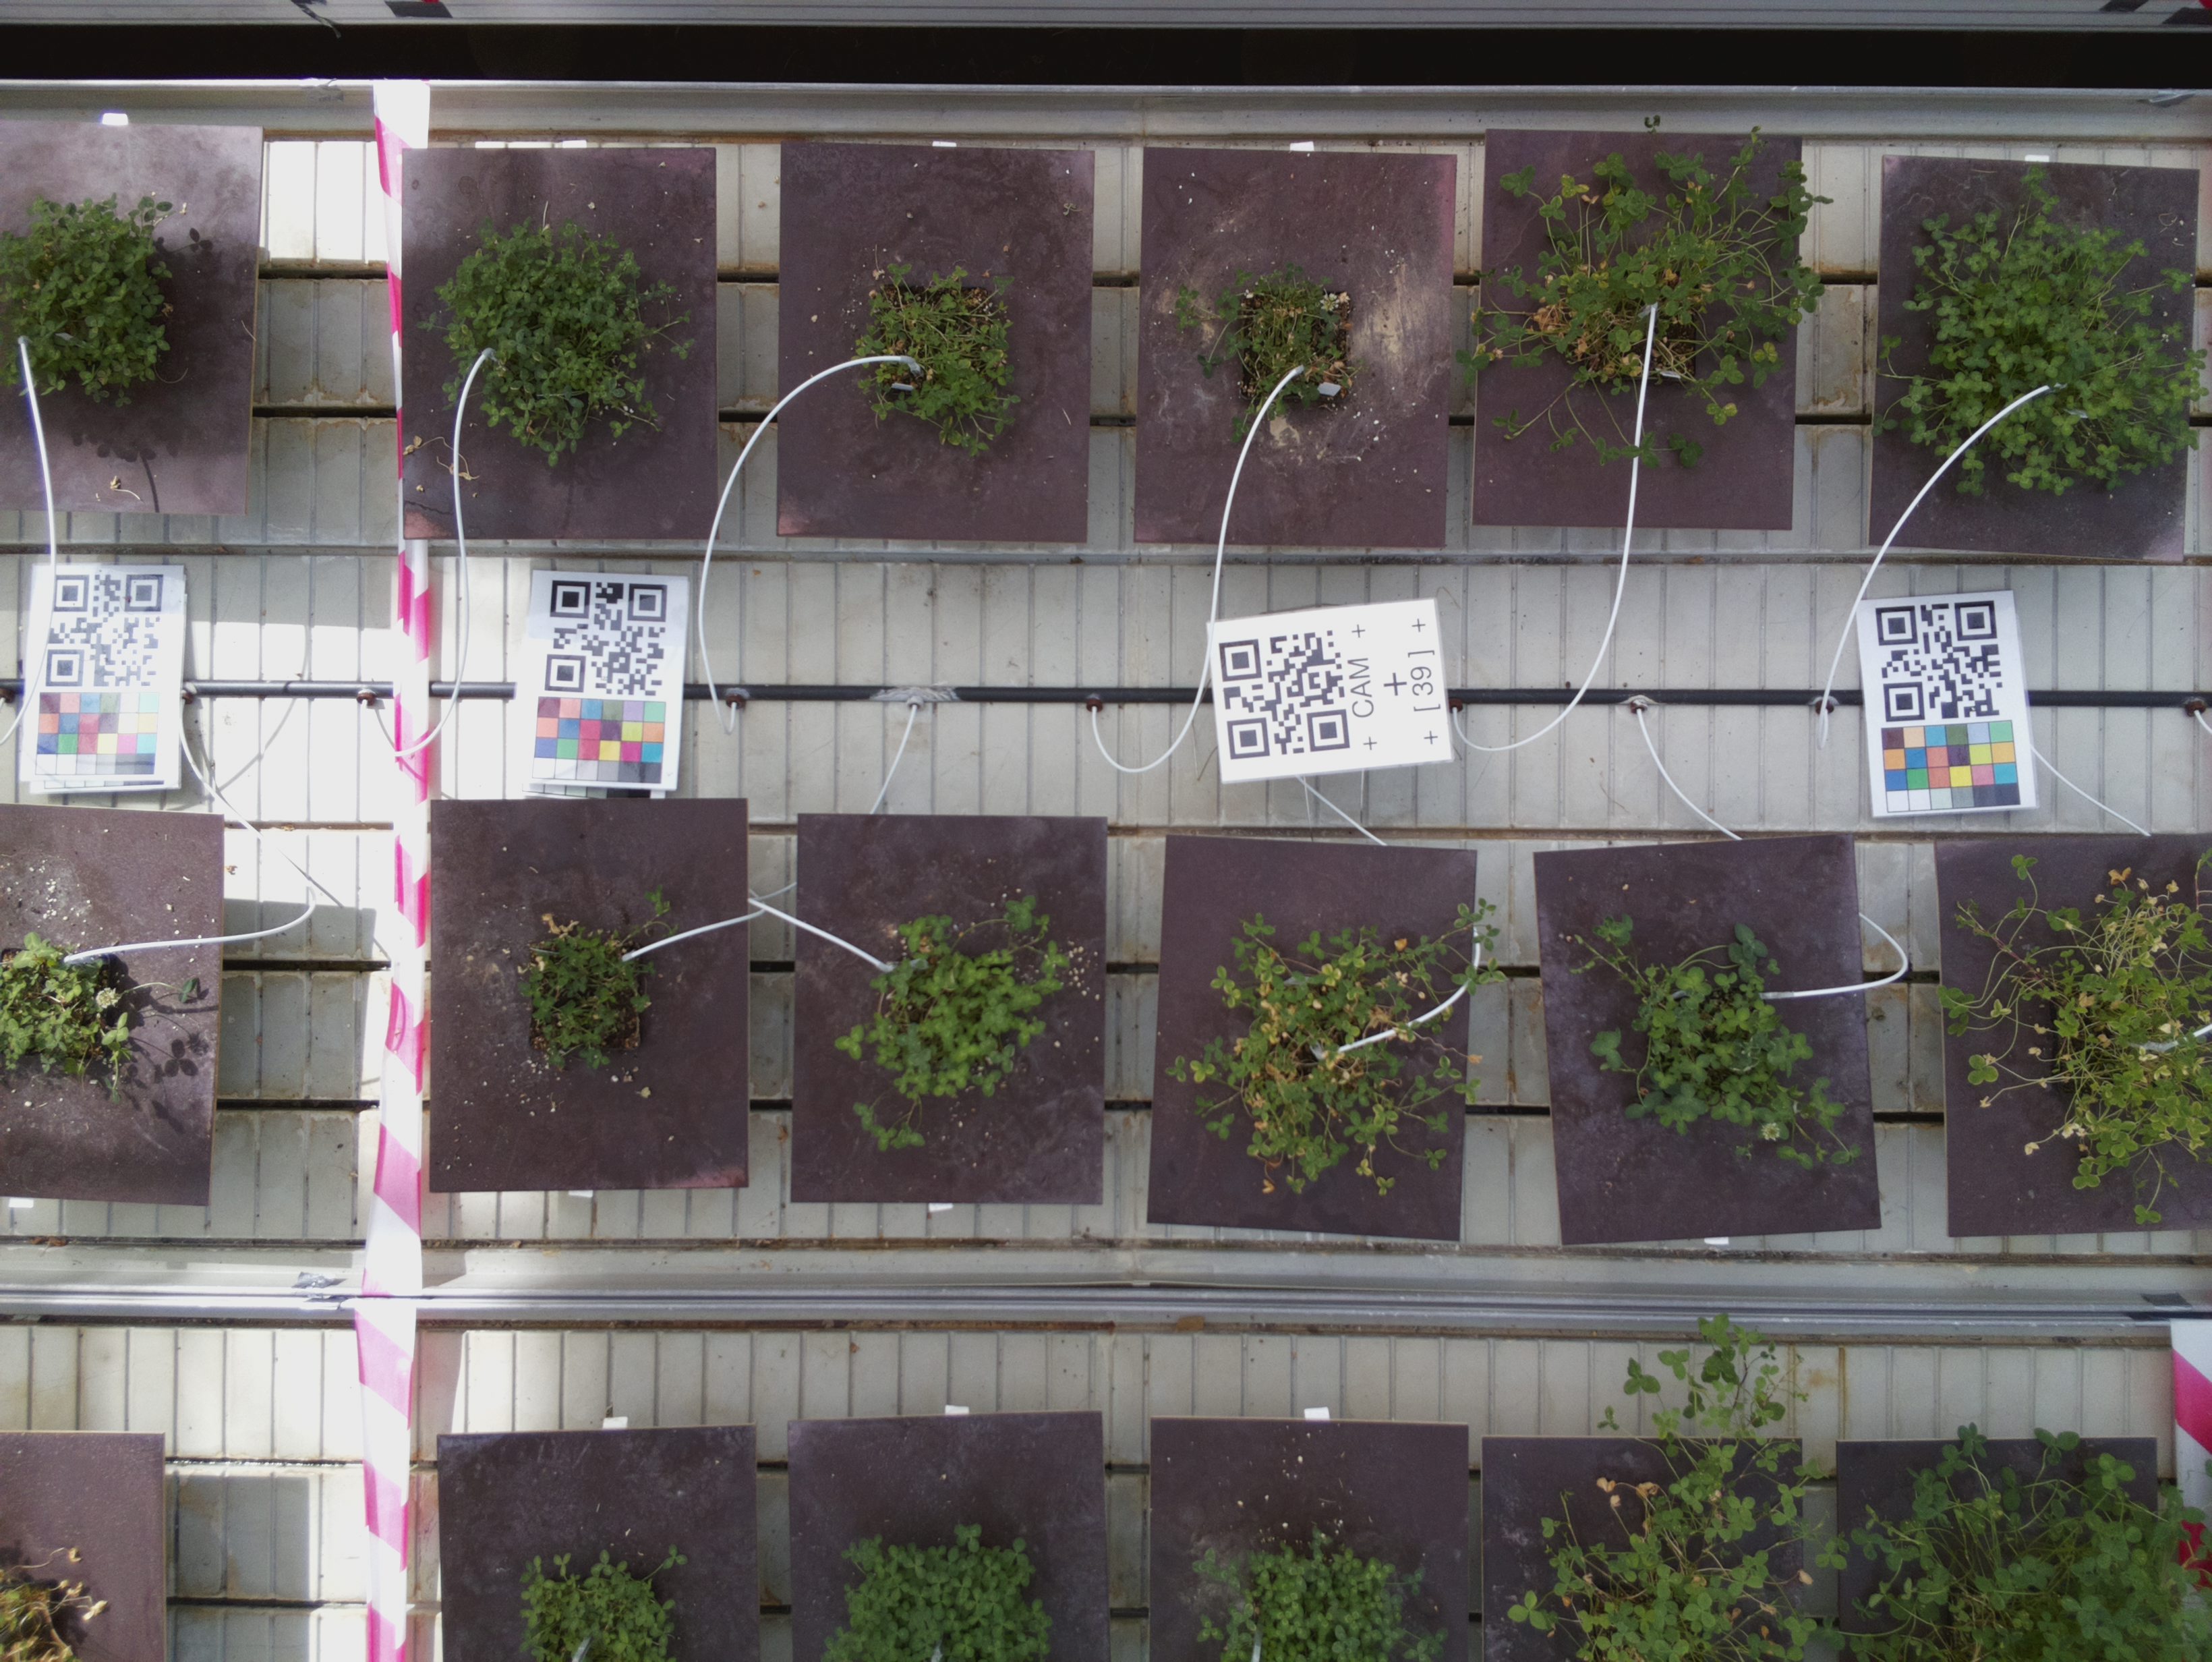 + CAM +
+
+ [ 39 ] +